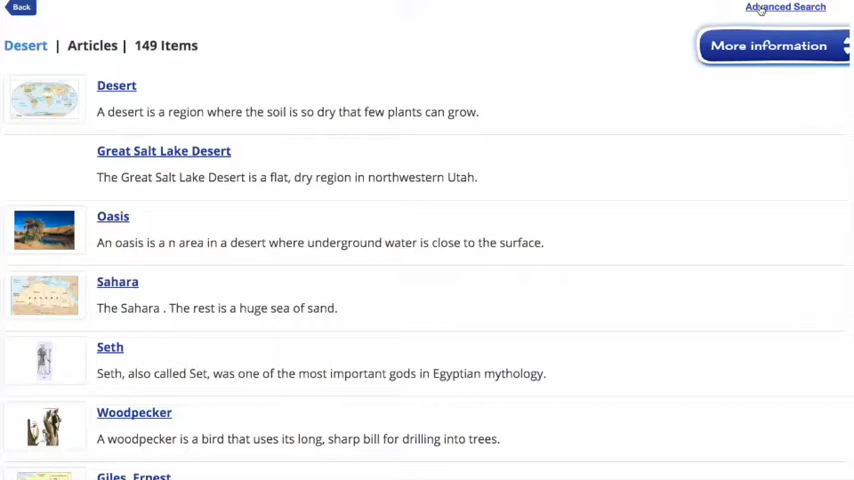 Back
Advanced Search
Desert | Articles | 149 Items
More information
Desert
A desert is a region where the soil is so dry that few plants can grow.
Great Salt Lake Desert
The Great Salt Lake Desert is a flat, dry region in northwestern Utah.
Oasis
An oasis is a n area in a desert where underground water is close to the surface.
Sahara
The Sahara . The rest is a huge sea of sand.
Seth
Seth, also called Set, was one of the most important gods in Egyptian mythology.
Woodpecker
A woodpecker is a bird that uses its long, sharp bill for drilling into trees.
Giles, Ernest